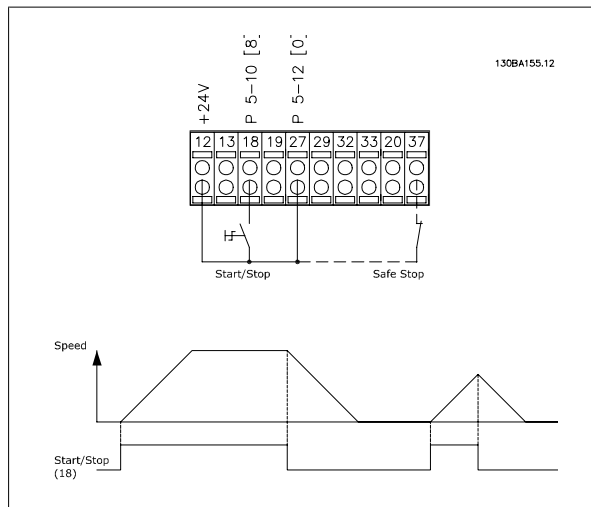 130BA155.12
+24V
P 5-10 [8]
P 5-12 [0]
12 13 18 19 27 29 32 33 20 37
Start/Stop
Safe Stop
Speed
Start/Stop
(18)